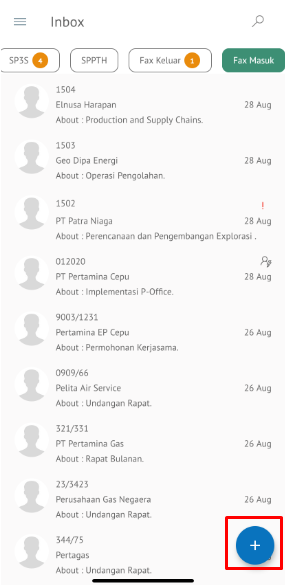 Inbox
SP3S 4 SPPTH Fax Keluar 1 Fax Masuk
1504
Elnusa Harapan 28 Aug
About : Production and Supply Chains.
1503
Geo Dipa Energi 28 Aug
About : Operasi Pengolahan.
1502 !
PT Patra Niaga 28 Aug
About : Perencanaan dan Pengembangan Explorasi .
012020
PT Pertamina Cepu 28 Aug
About : Implementasi P-Office.
9003/1231
Pertamina EP Cepu 26 Aug
About : Permohonan Kerjasama.
0909/66
Pelita Air Service 26 Aug
About : Undangan Rapat.
321/331
PT Pertamina Gas 26 Aug
About : Rapat Bulanan.
23/3423
Perusahaan Gas Negaera 26 Aug
About : Undangan Rapat.
344/75
Pertagas
About : Undangan Rapat.
+